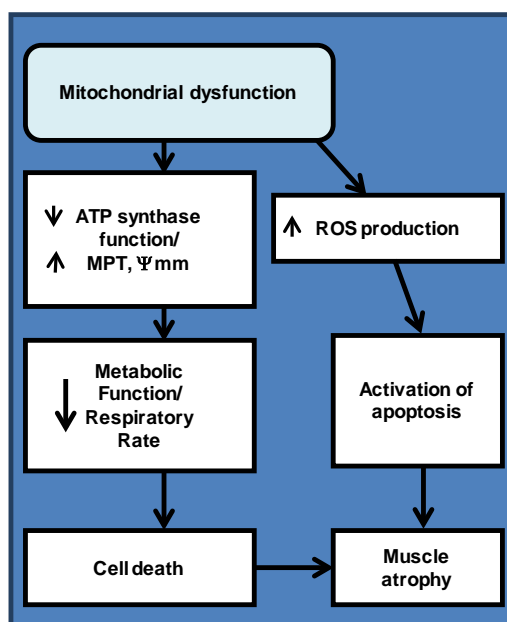 Mitochondrial dysfunction
↓ ATP synthase
function/
↑ MPT, Ψmm
↑ ROS production
↓ Metabolic
Function/
Respiratory
Rate
Activation of
apoptosis
Cell death
Muscle
atrophy